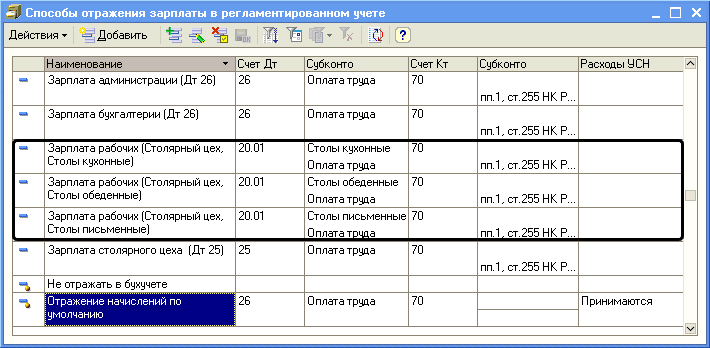 Способы отражения зарплаты в регламентированном учете
Действия Добавить ?
Наименование Счет Дт Субконто Счет Кт Субконто Расходы УСН
Зарплата администрации (Дт 26) 26 Оплата труда 70
пп.1, ст.255 НК Р...
Зарплата бухгалтерии (Дт 26) 26 Оплата труда 70
пп.1, ст.255 НК Р...
Зарплата рабочих (Столярный цех, 20.01 Столы кухонные 70
Столы кухонные) Оплата труда пп.1, ст.255 НК Р...
Зарплата рабочих (Столярный цех, 20.01 Столы обеденные 70
Столы обеденные) Оплата труда пп.1, ст.255 НК Р...
Зарплата рабочих (Столярный цех, 20.01 Столы письменные 70
Столы письменные) Оплата труда пп.1, ст.255 НК Р...
Зарплата столярного цеха (Дт 25) 25 Оплата труда 70
пп.1, ст.255 НК Р...
Не отражать в бухучете
Отражение начислений по 26 Оплата труда 70 Принимаются
умолчанию